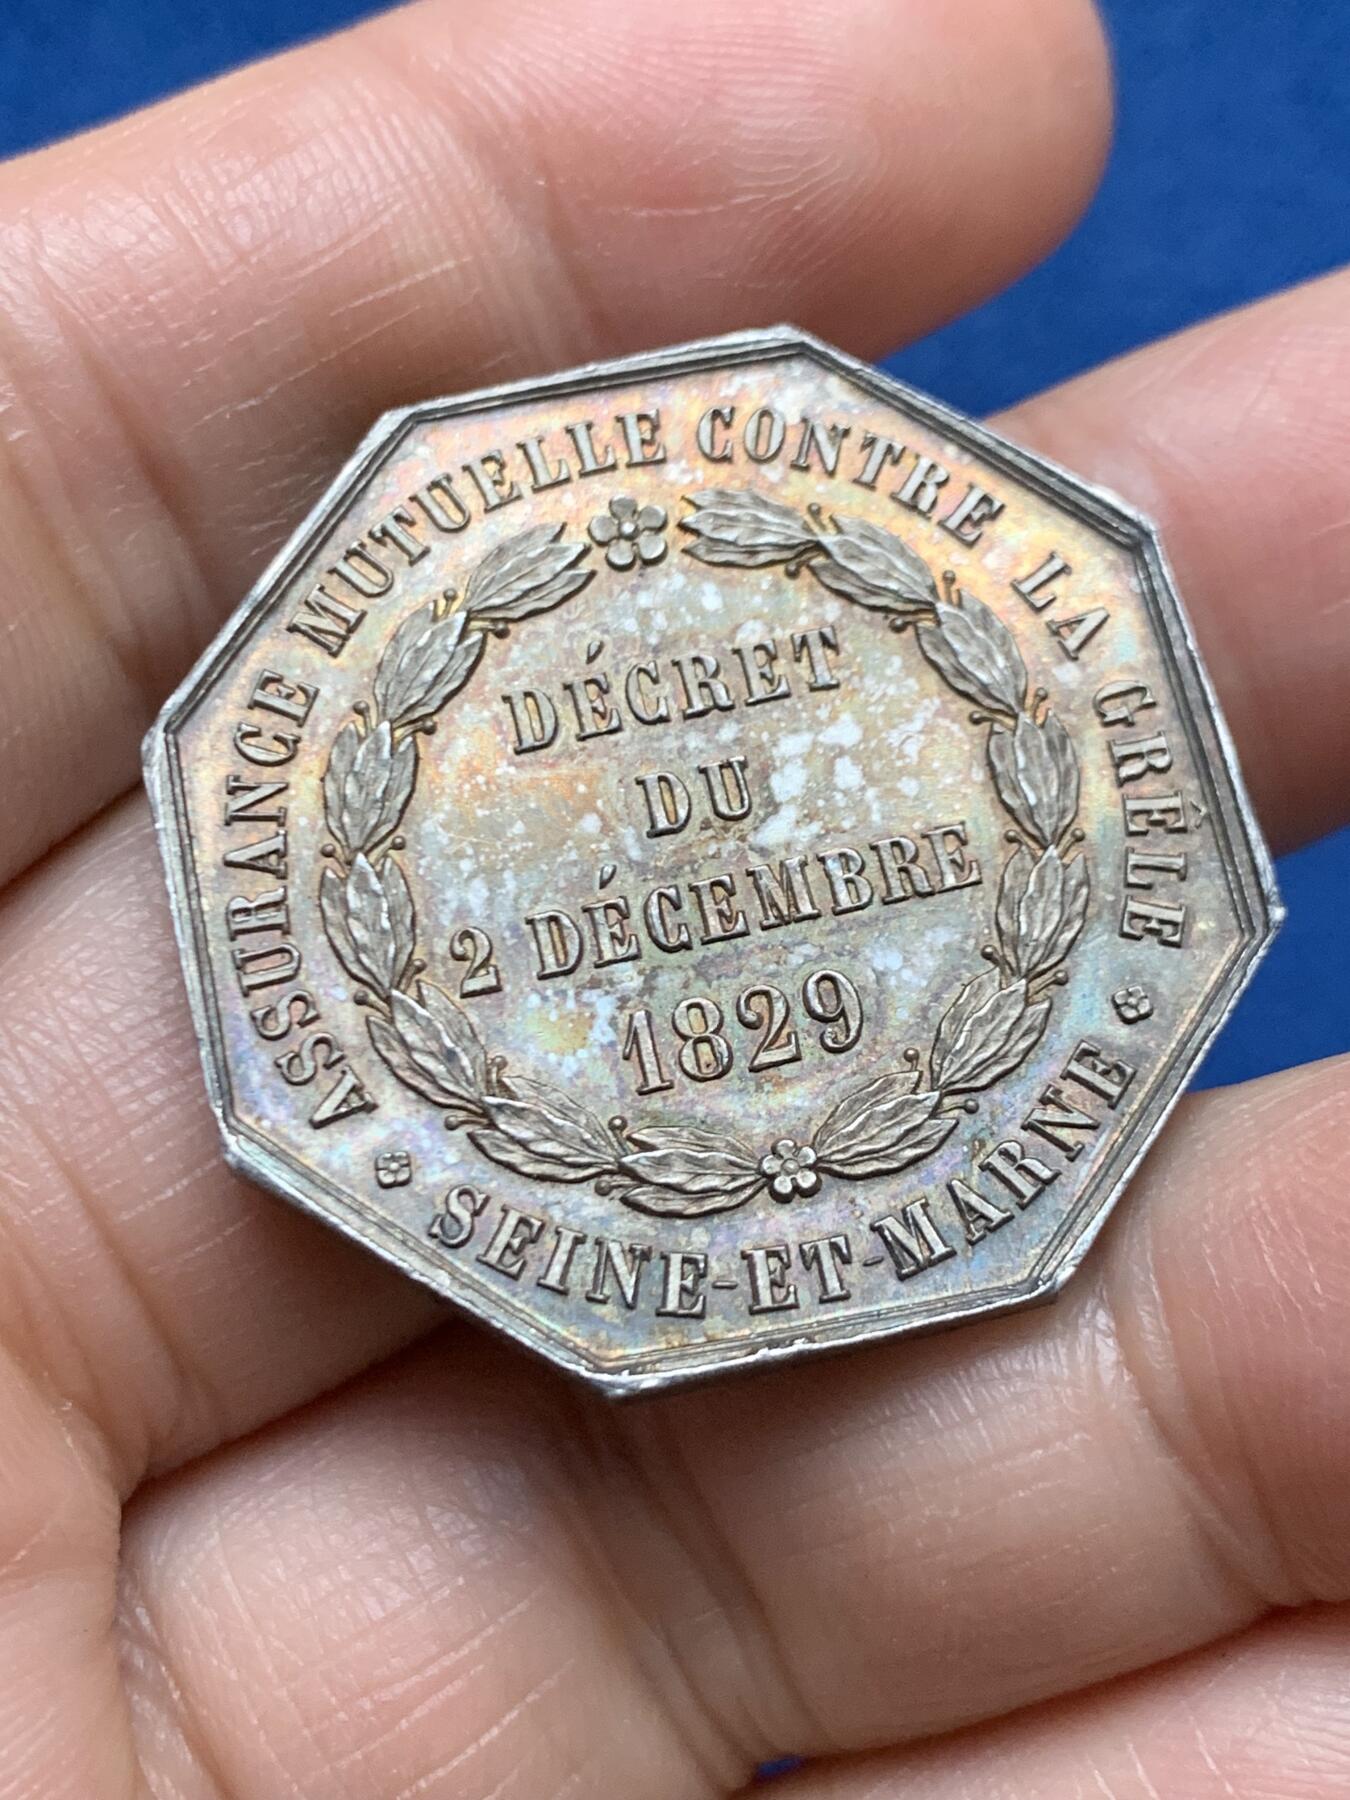 ASSURANCE MUTUELLE CONTRE LA GRÊLE
DÉCRET
DU
2 DÉCEMBRE
1829
SEINE-ET-MARNE